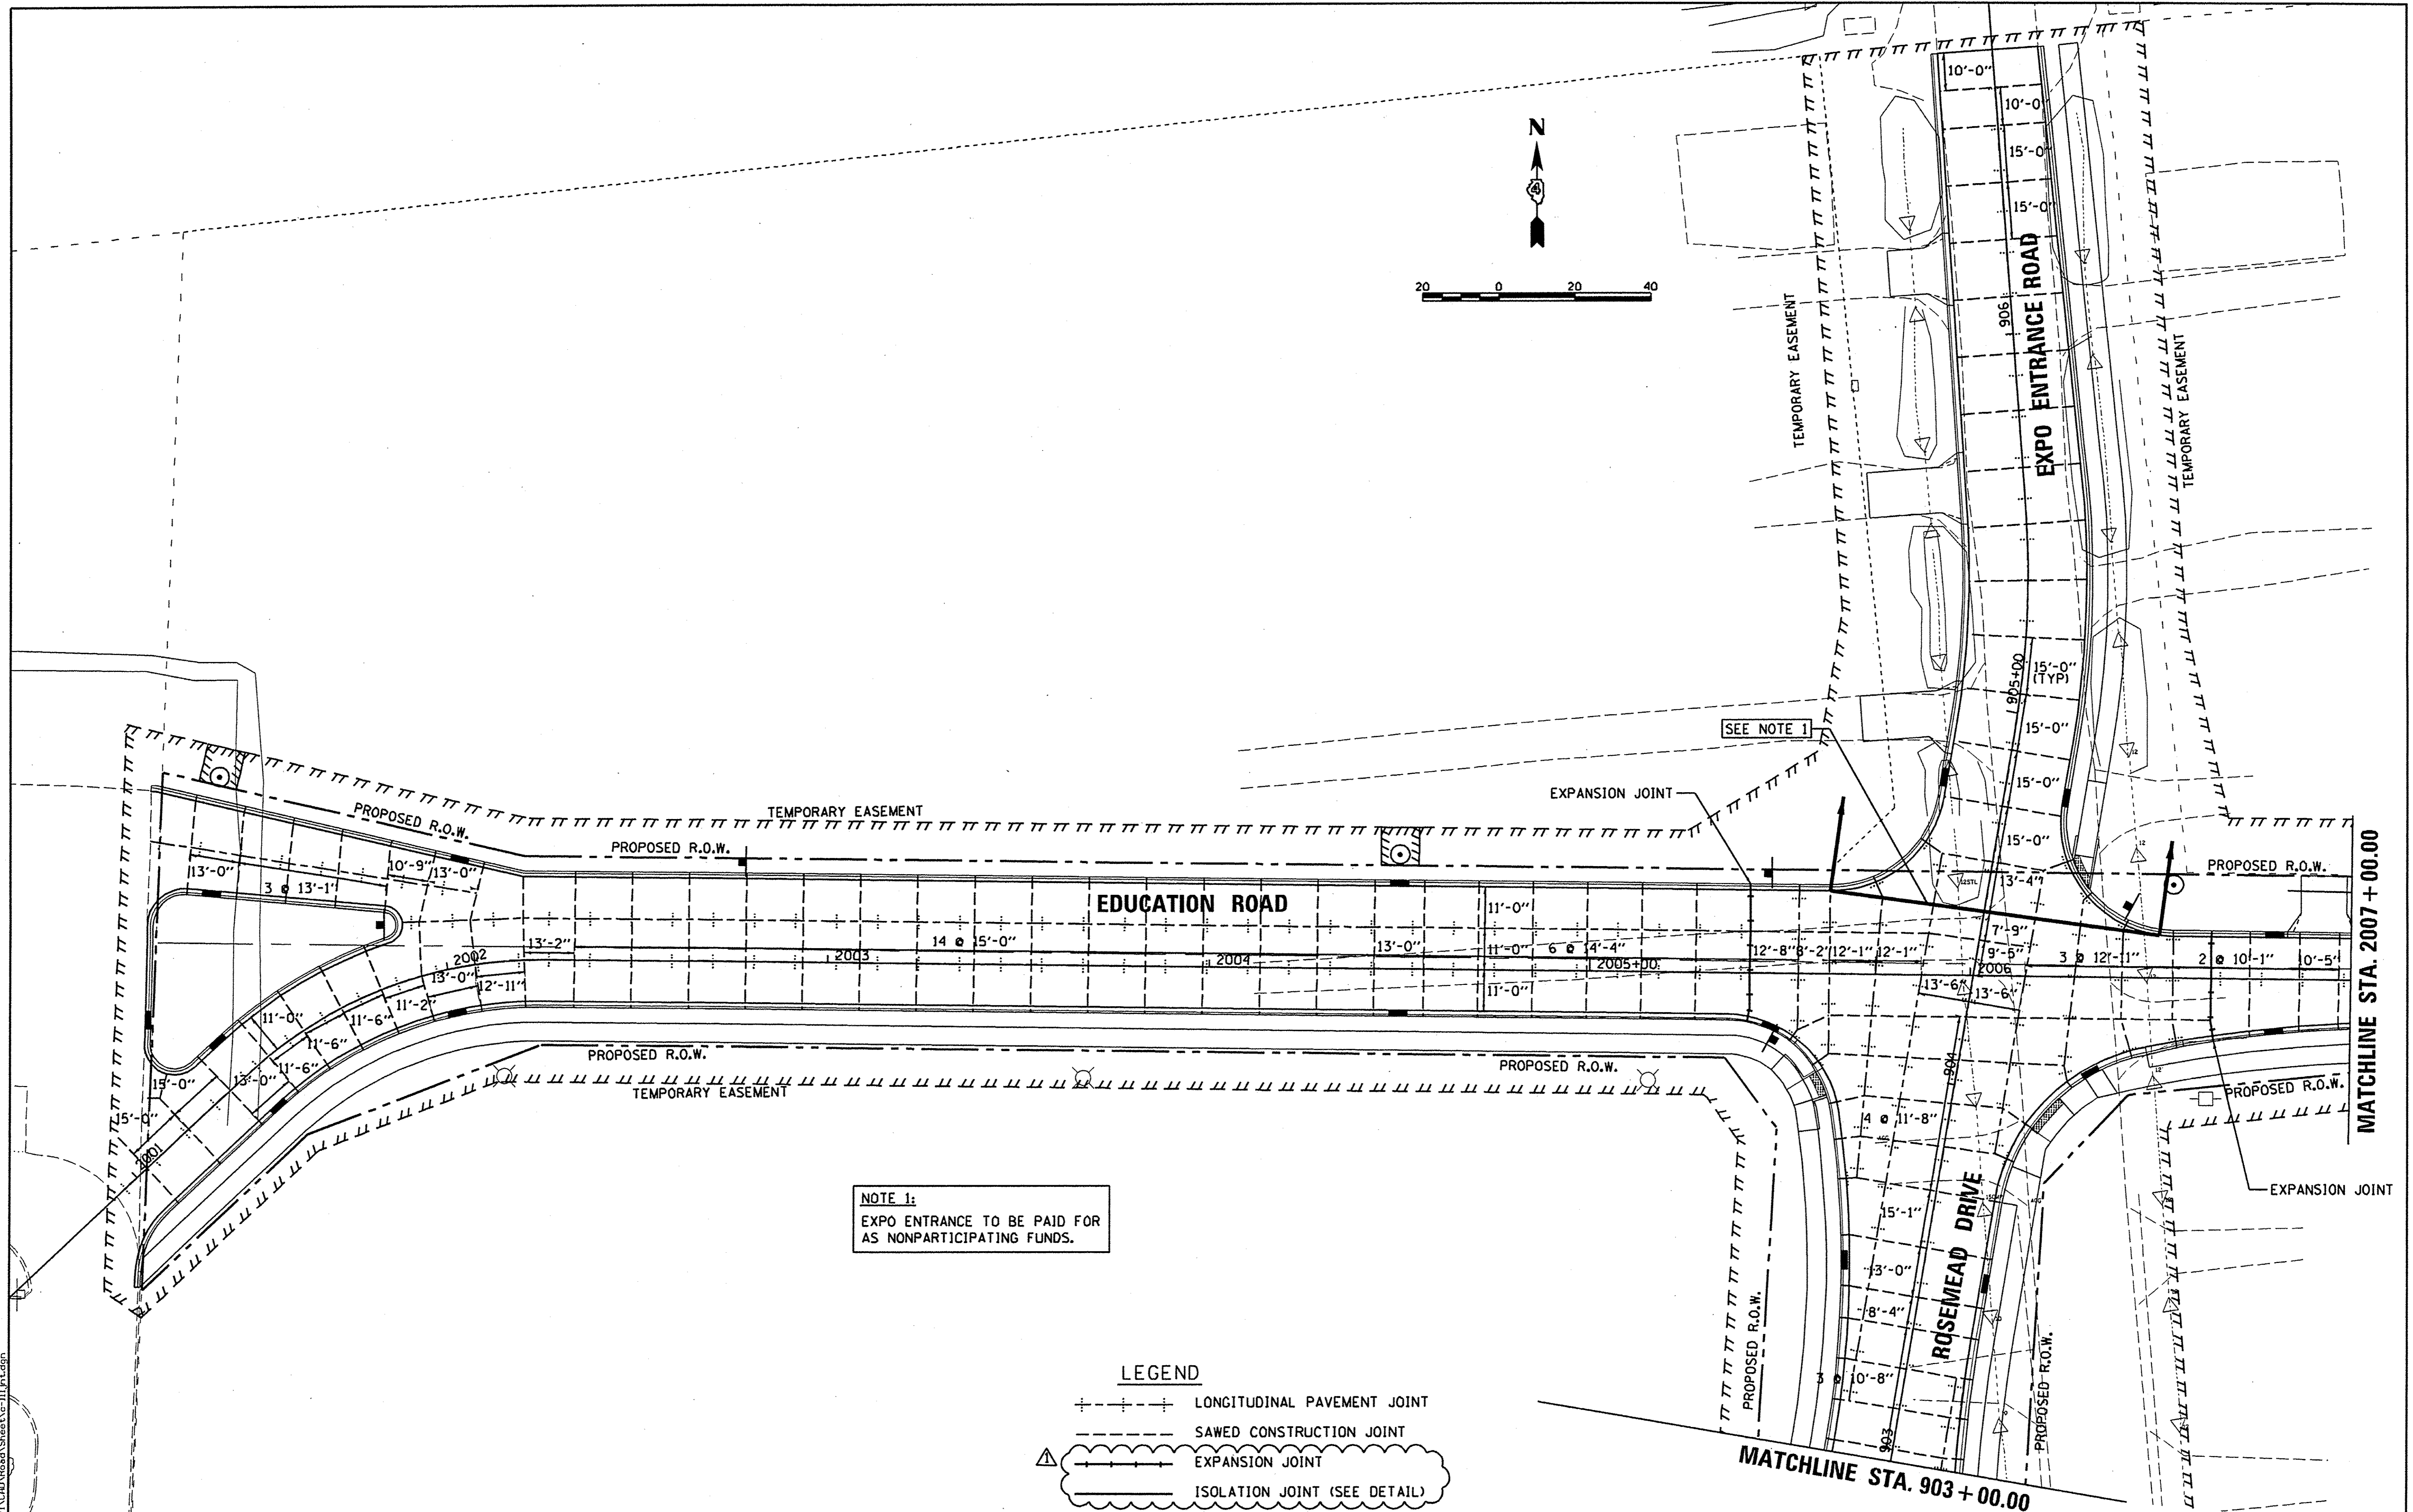 10'-0"
10'-0
15'-0"
15'-0"
N
4
20 0 20 40
906
EXPO ENTRANCE ROAD
TEMPORARY EASEMENT
TEMPORARY EASEMENT
905+00
15'-0"
(TYP)
15'-0"
15'-0"
15'-0"
13'-4"
SEE NOTE 1
EXPANSION JOINT
TEMPORARY EASEMENT
PROPOSED R.O.W.
PROPOSED R.O.W.
PROPOSED R.O.W.
EDUCATION ROAD
13'-0"
3 @ 13'-1"
10'-9"
13'-0"
13'-2"
14 @ 15'-0"
13'-0"
11'-0"
11'-0"
11'-0"
6 @ 14'-4"
12'-8"
8'-2"
12'-1"
12'-1"
7'-9"
9'-5"
3 @ 12'-11"
2 @ 10'-1"
10'-5"
2002
2003
2004
2005+00
2006
13'-6"
13'-6"
13'-0"
12'-11"
11'-2"
11'-6"
11'-0"
11'-6"
11'-6"
13'-0"
15'-0"
15'-0"
2001
PROPOSED R.O.W.
PROPOSED R.O.W.
TEMPORARY EASEMENT
PROPOSED R.O.W.
MATCHLINE STA. 2007+00.00
EXPANSION JOINT
904
4 @ 11'-8"
15'-1"
13'-0"
8'-4"
3 @ 10'-8"
903
ROSEMEAD DRIVE
PROPOSED R.O.W.
PROPOSED R.O.W.
MATCHLINE STA. 903+00.00
NOTE 1:
EXPO ENTRANCE TO BE PAID FOR
AS NONPARTICIPATING FUNDS.
LEGEND
LONGITUDINAL PAVEMENT JOINT
SAWED CONSTRUCTION JOINT
1
EXPANSION JOINT
ISOLATION JOINT (SEE DETAIL)